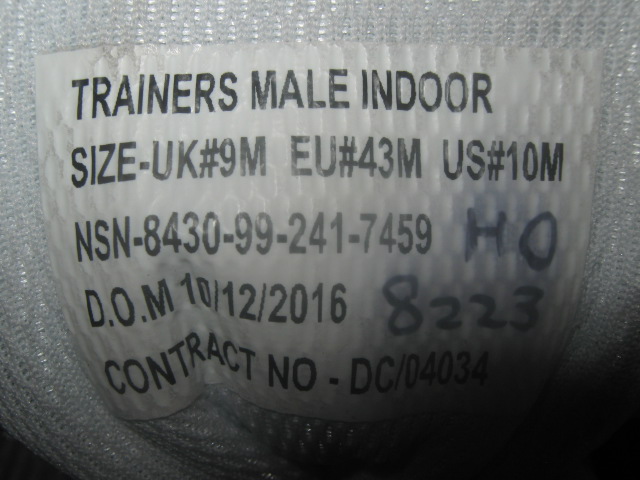 TRAINERS MALE INDOOR
SIZE-UK#9M EU#43M US#10M
NSN-8430-99-241-7459 HO
D.O.M 10/12/2016 8223
CONTRACT NO - DC/04034